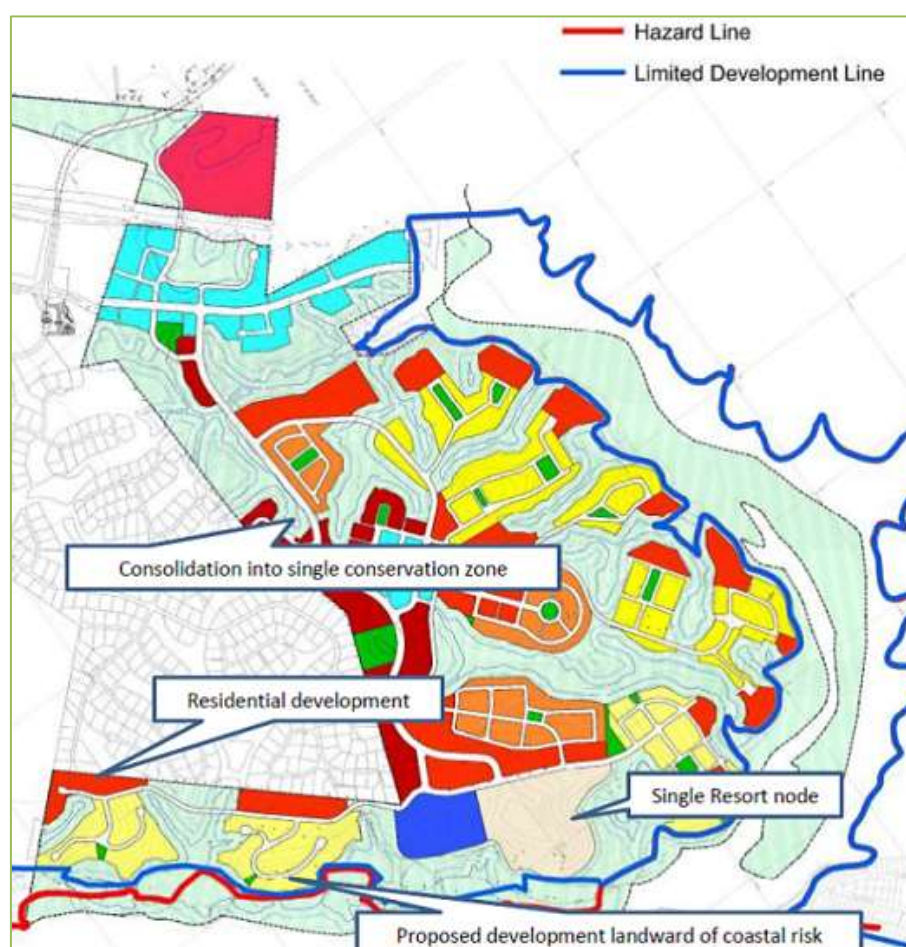 Hazard Line
Limited Development Line
Consolidation into single conservation zone
Residential development
Single Resort node
Proposed development landward of coastal risk